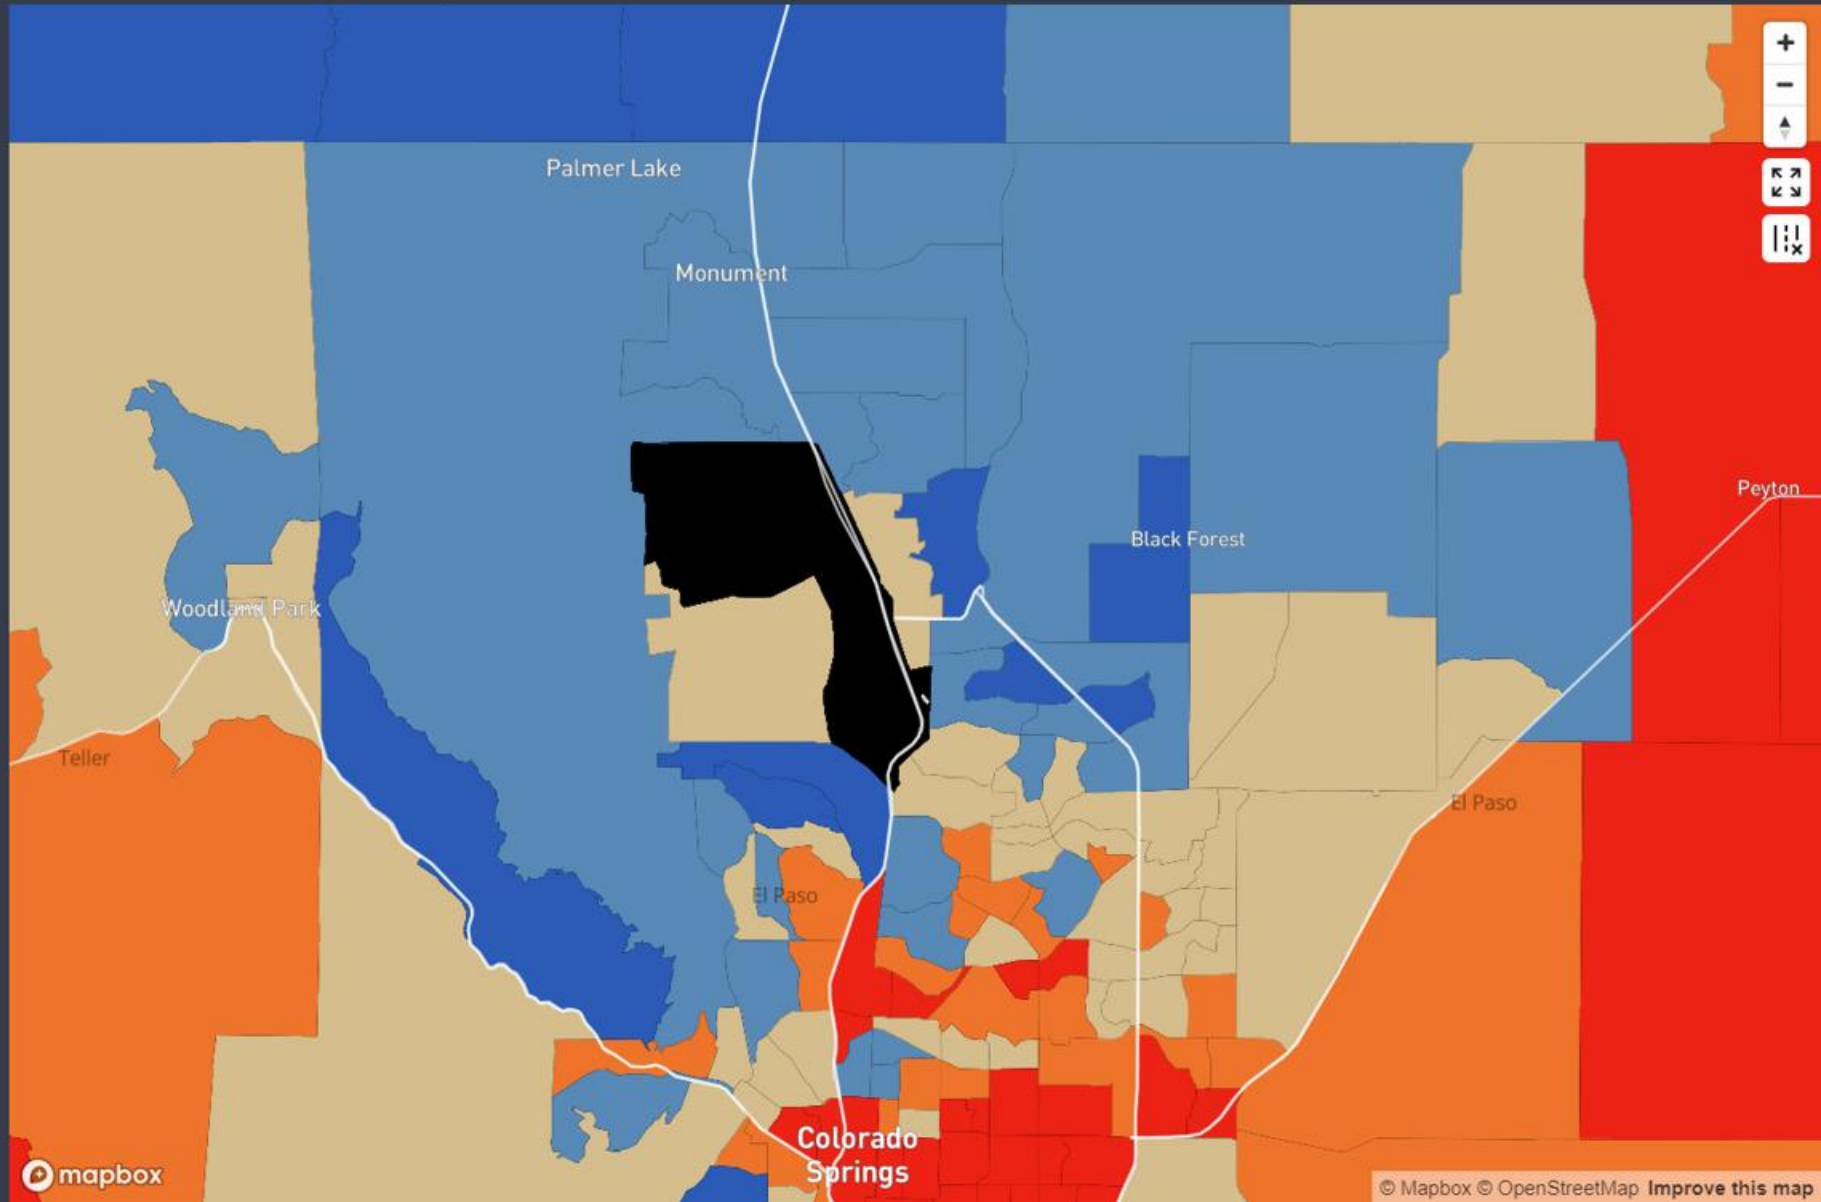 +
−
Palmer Lake
Monument
Peyton
Black Forest
Woodland Park
Teller
El Paso
El Paso
Colorado
Springs
mapbox
© Mapbox © OpenStreetMap Improve this map